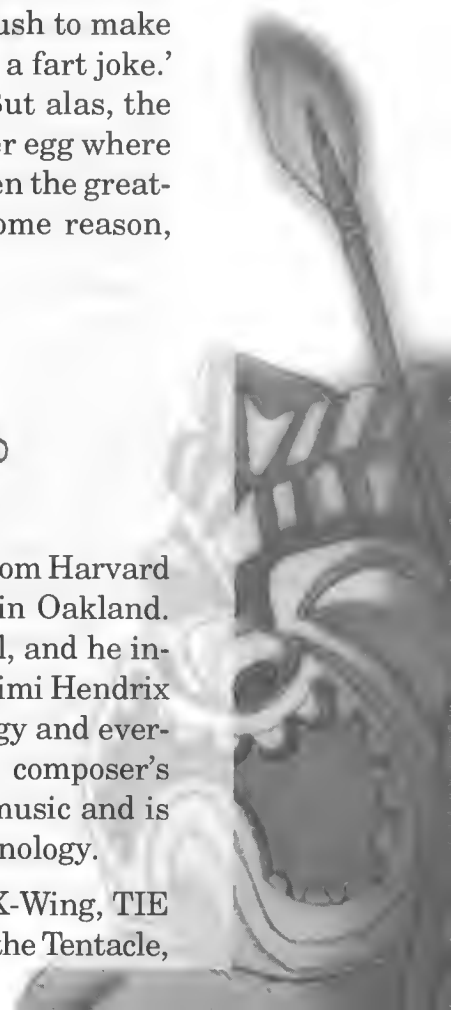 ush to make
a fart joke.'
But alas, the
er egg where
en the great-
ome reason,
om Harvard
in Oakland.
l, and he in-
imi Hendrix
gy and ever-
composer's
music and is
nology.
X-Wing, TIE
the Tentacle,